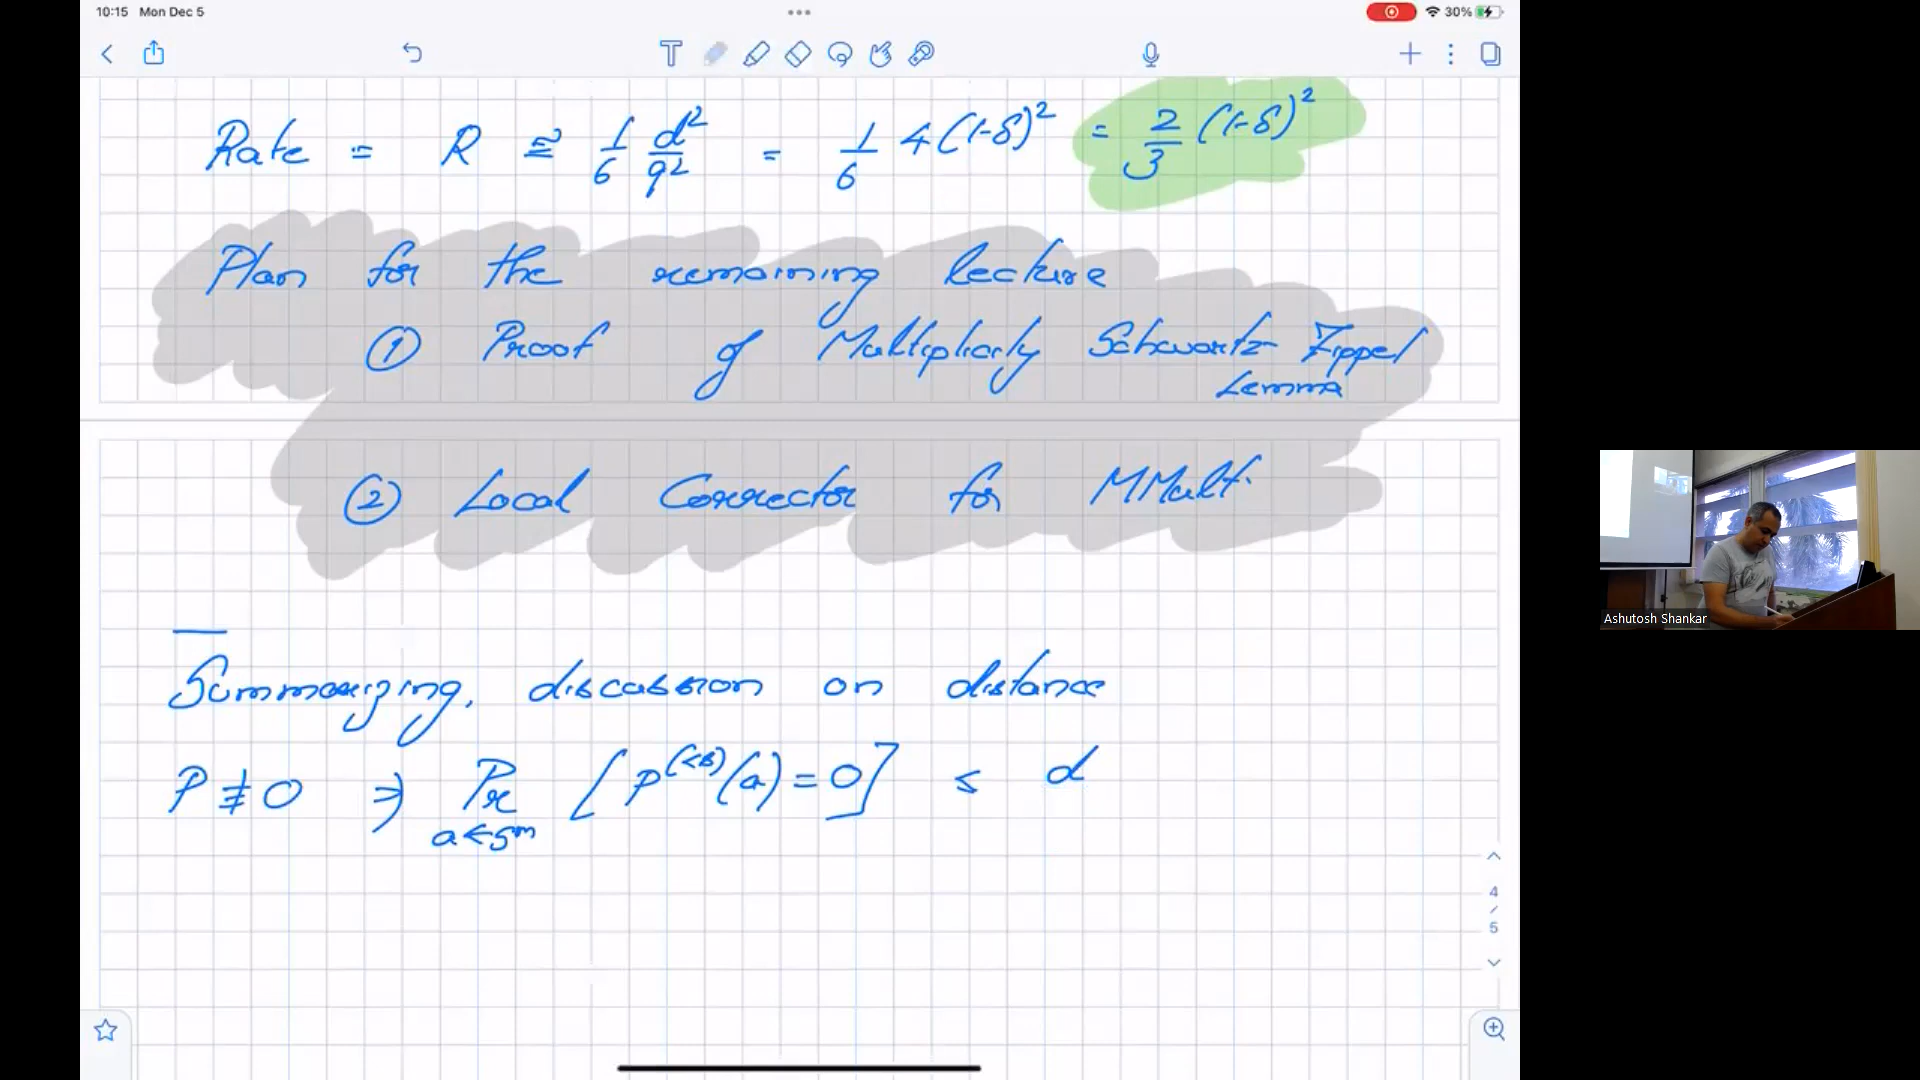 10:15 Mon Dec 5
30%
Rate = R ≅ 1/6 d²/q² = 1/6 4(1-δ)² = 2/3 (1-δ)²
Plan for the remaining lecture
① Proof of Multiplicity Schwartz-Zippel
Lemma
② Local Corrector for MMult.
Summarizing, discussion on distance
P ≢ 0 ⇒ Pr [P^(<s)(a) = 0] ≤ d
a←S^m
4
/
5
Ashutosh Shankar